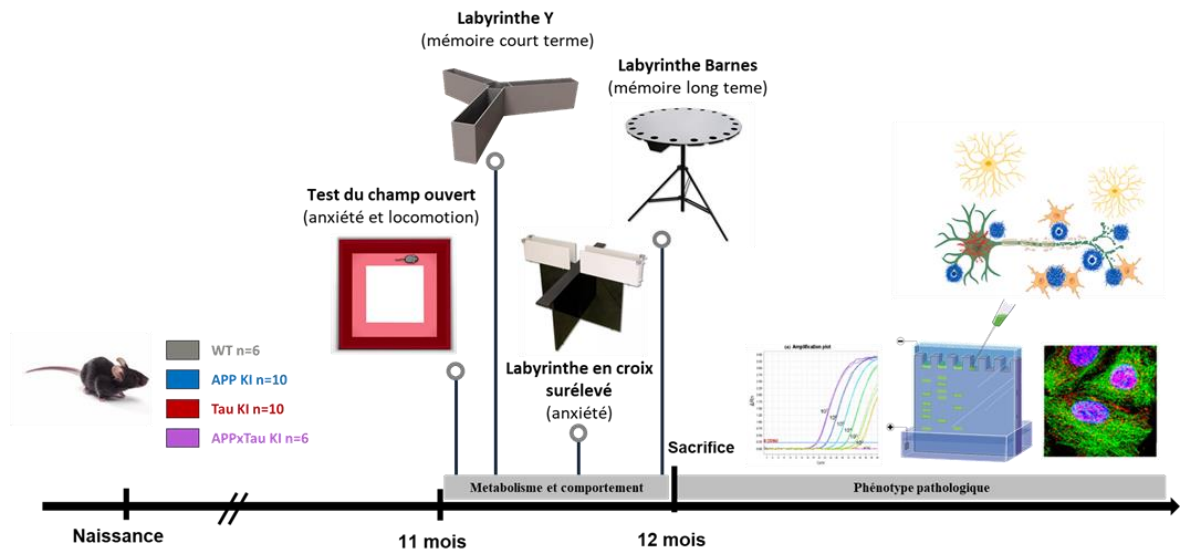 Labyrinthe Y
(mémoire court terme)
Labyrinthe Barnes
(mémoire long teme)
Test du champ ouvert
(anxiété et locomotion)
WT n=6
APP KI n=10
Tau KI n=10
APPxTau KI n=6
Labyrinthe en croix
surélevé
(anxiété)
Sacrifice
Amplification plot
Metabolisme et comportement
Phénotype pathologique
Naissance
11 mois
12 mois